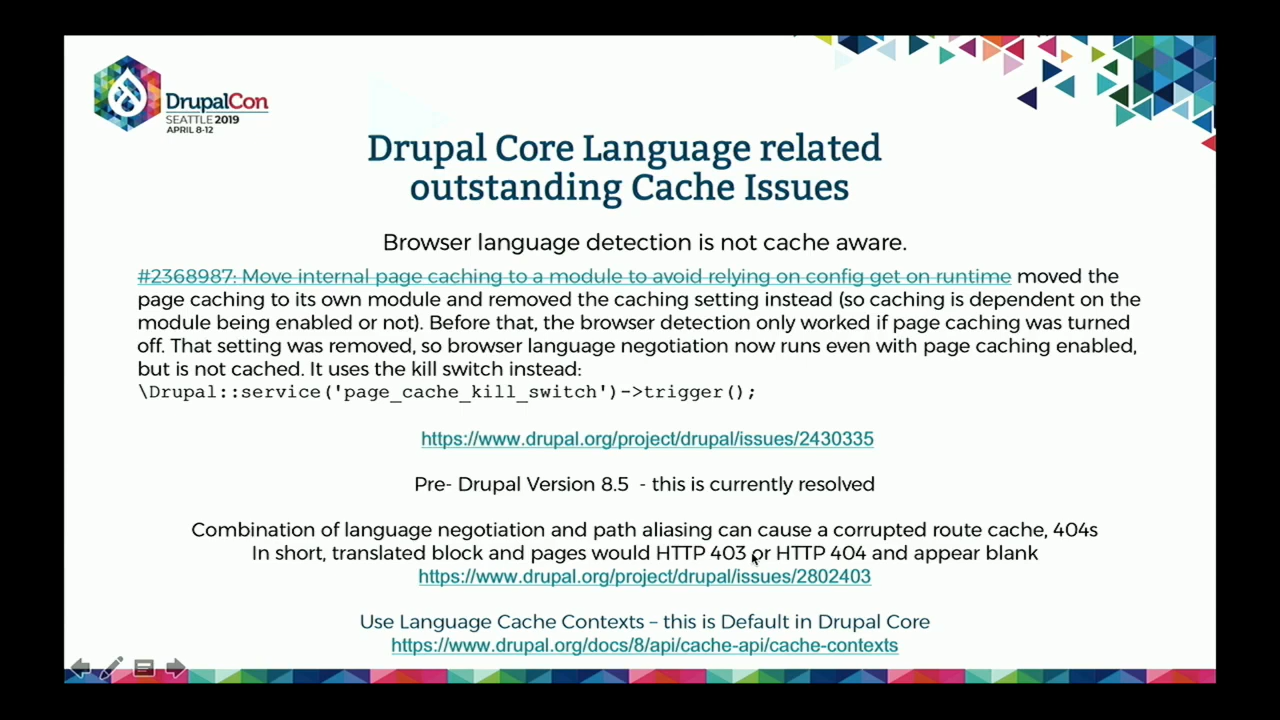 DrupalCon
SEATTLE 2019
APRIL 8-12
Drupal Core Language related
outstanding Cache Issues
Browser language detection is not cache aware.
#2368987: Move internal page caching to a module to avoid relying on config get on runtime moved the
page caching to its own module and removed the caching setting instead (so caching is dependent on the
module being enabled or not). Before that, the browser detection only worked if page caching was turned
off. That setting was removed, so browser language negotiation now runs even with page caching enabled,
but is not cached. It uses the kill switch instead:
\Drupal::service('page_cache_kill_switch')->trigger();
https://www.drupal.org/project/drupal/issues/2430335
Pre- Drupal Version 8.5 - this is currently resolved
Combination of language negotiation and path aliasing can cause a corrupted route cache, 404s
In short, translated block and pages would HTTP 403 or HTTP 404 and appear blank
https://www.drupal.org/project/drupal/issues/2802403
Use Language Cache Contexts – this is Default in Drupal Core
https://www.drupal.org/docs/8/api/cache-api/cache-contexts